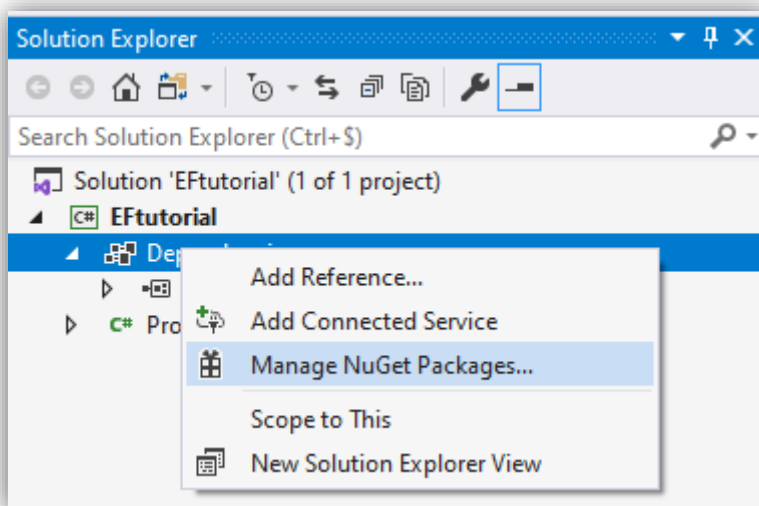 Solution Explorer
Search Solution Explorer (Ctrl+$)
Solution 'EFtutorial' (1 of 1 project)
C# EFtutorial
Add Reference...
Add Connected Service
C#
Manage NuGet Packages...
Scope to This
New Solution Explorer View